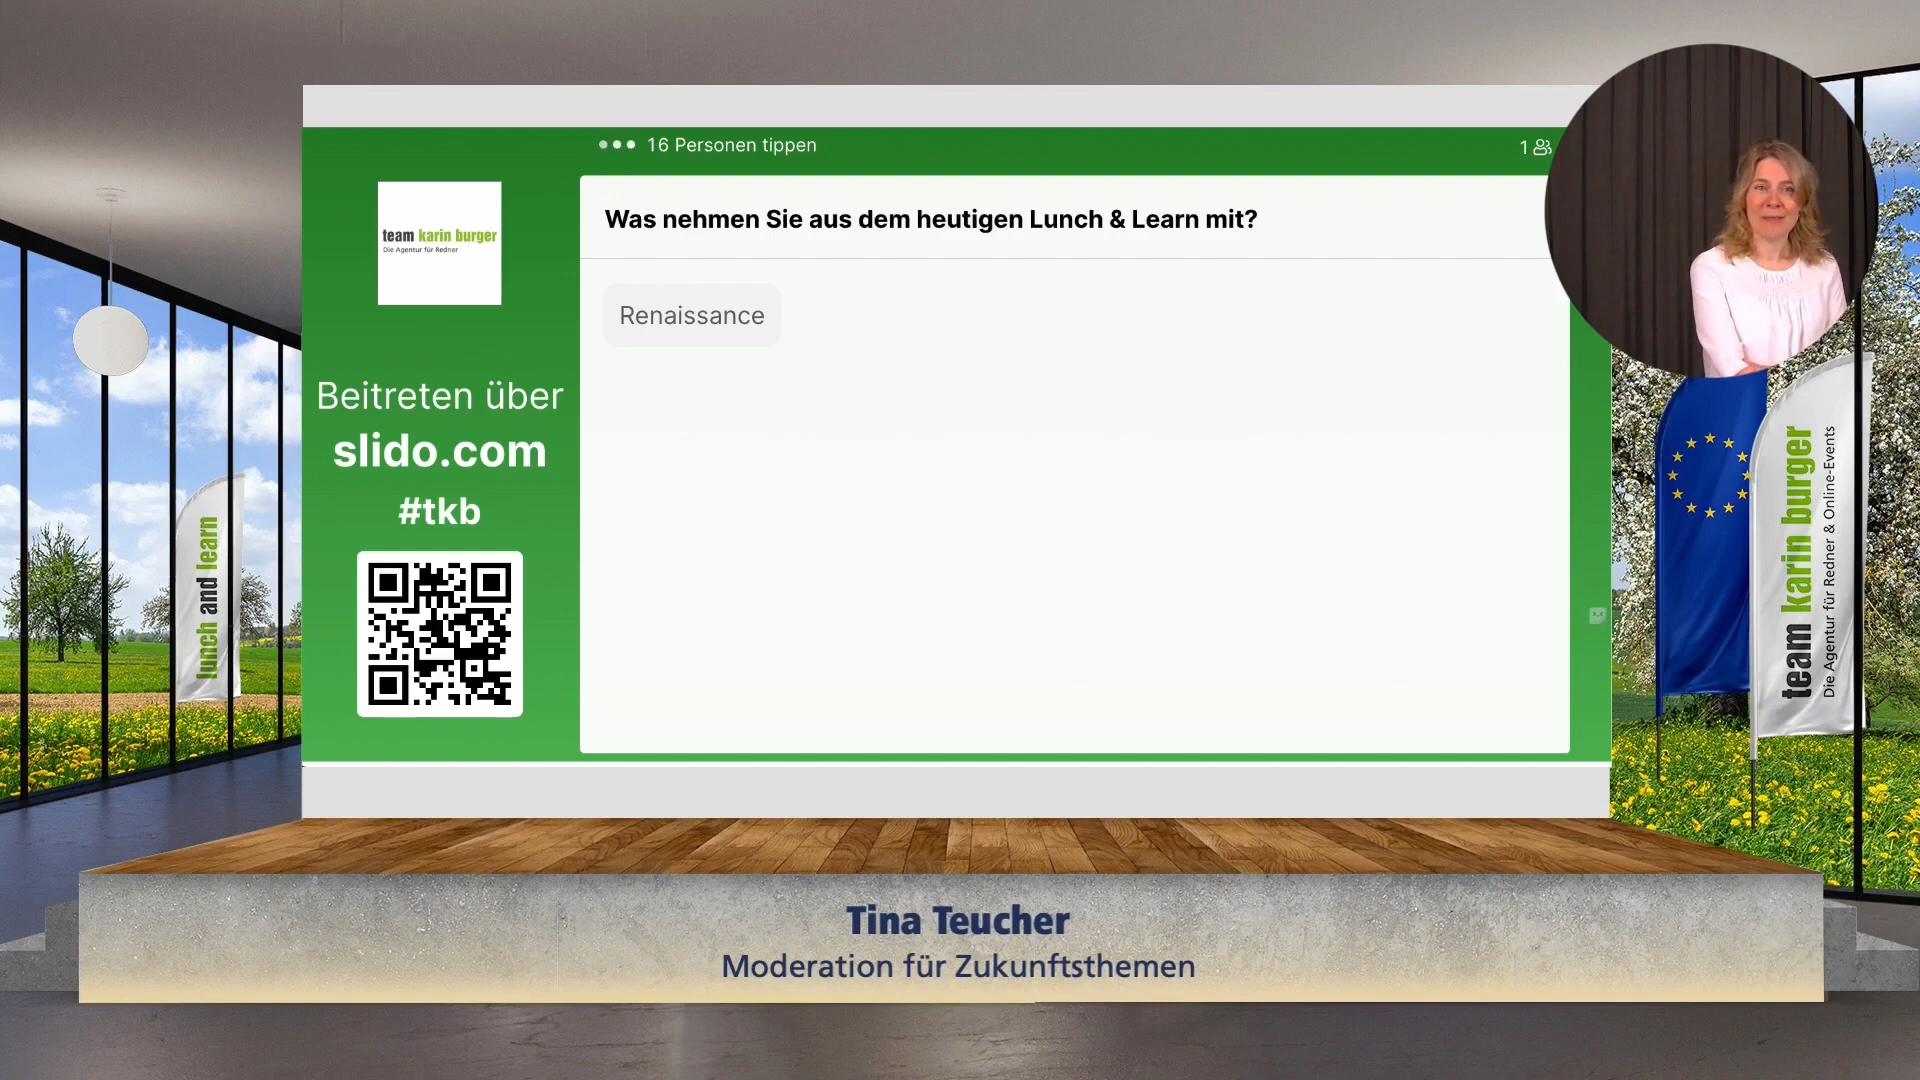 16 Personen tippen
1
team karin burger
Die Agentur für Redner
Was nehmen Sie aus dem heutigen Lunch & Learn mit?
Renaissance
Beitreten über
slido.com
#tkb
lunch and learn
team karin burger
Die Agentur für Redner & Online-Events
Tina Teucher
Moderation für Zukunftsthemen